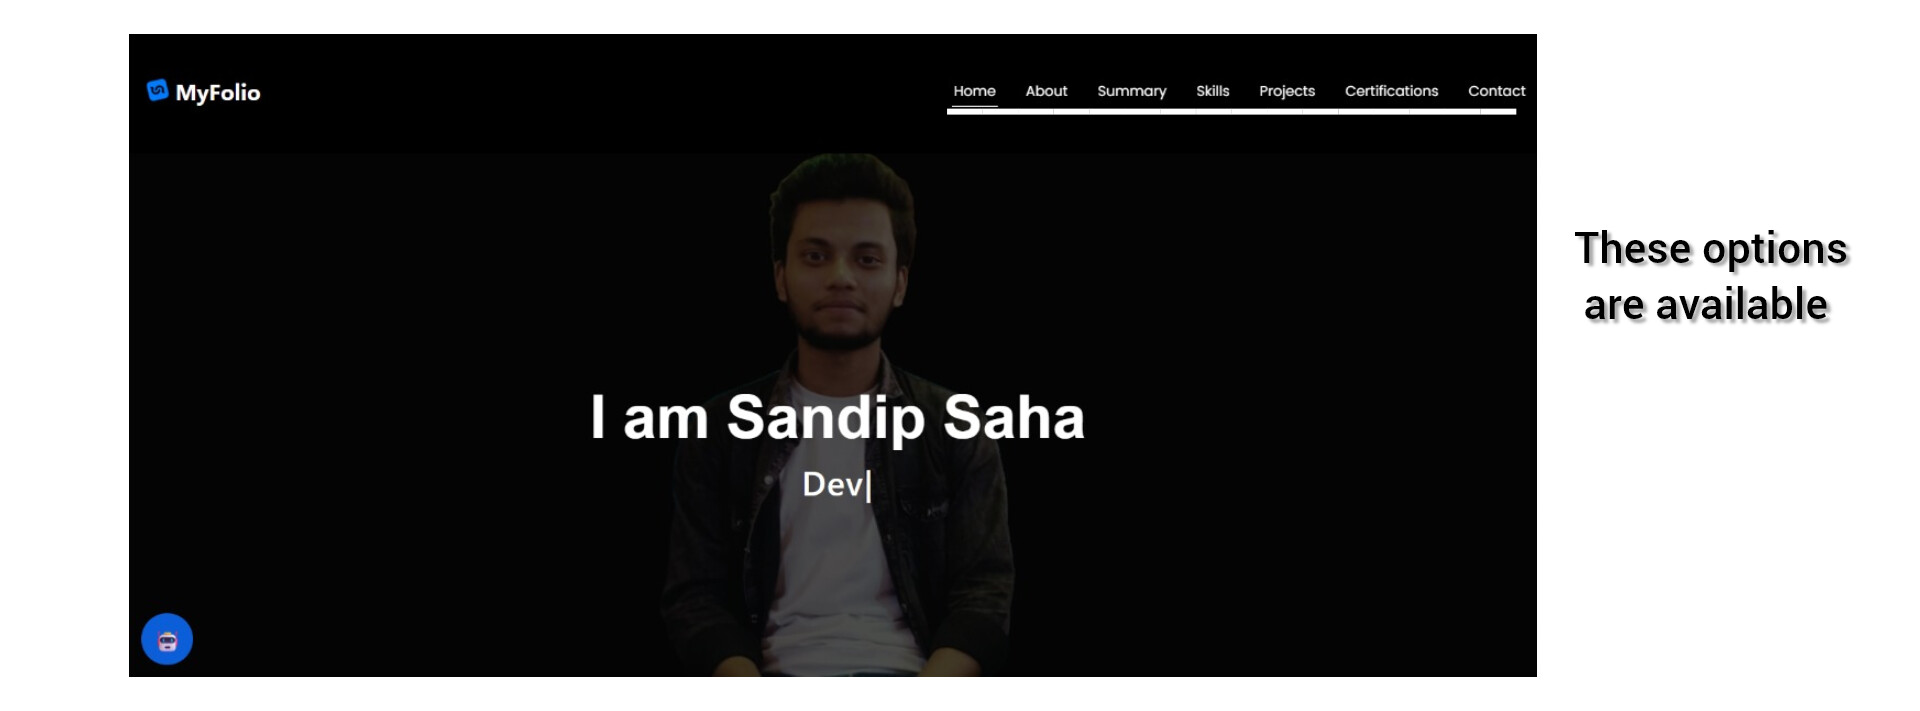 MyFolio
Home About Summary Skills Projects Certifications Contact
I am Sandip Saha
Dev|
These options
are available